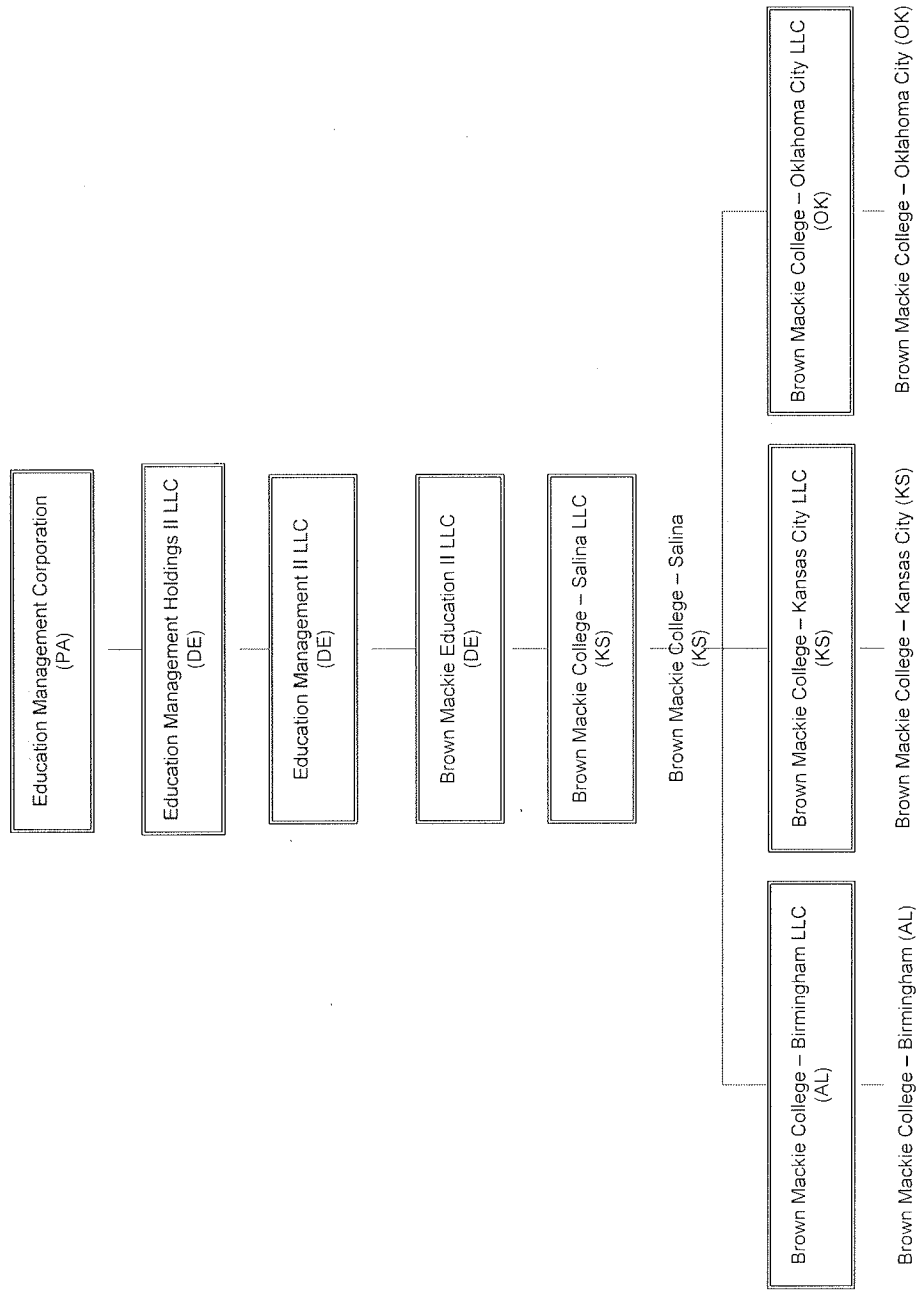 Education Management Corporation
(PA)
Education Management Holdings II LLC
(DE)
Education Management II LLC
(DE)
Brown Mackie Education II LLC
(DE)
Brown Mackie College – Salina LLC
(KS)
Brown Mackie College – Salina
(KS)
Brown Mackie College – Birmingham LLC
(AL)
Brown Mackie College – Birmingham (AL)
Brown Mackie College – Kansas City LLC
(KS)
Brown Mackie College – Kansas City (KS)
Brown Mackie College – Oklahoma City LLC
(OK)
Brown Mackie College – Oklahoma City (OK)